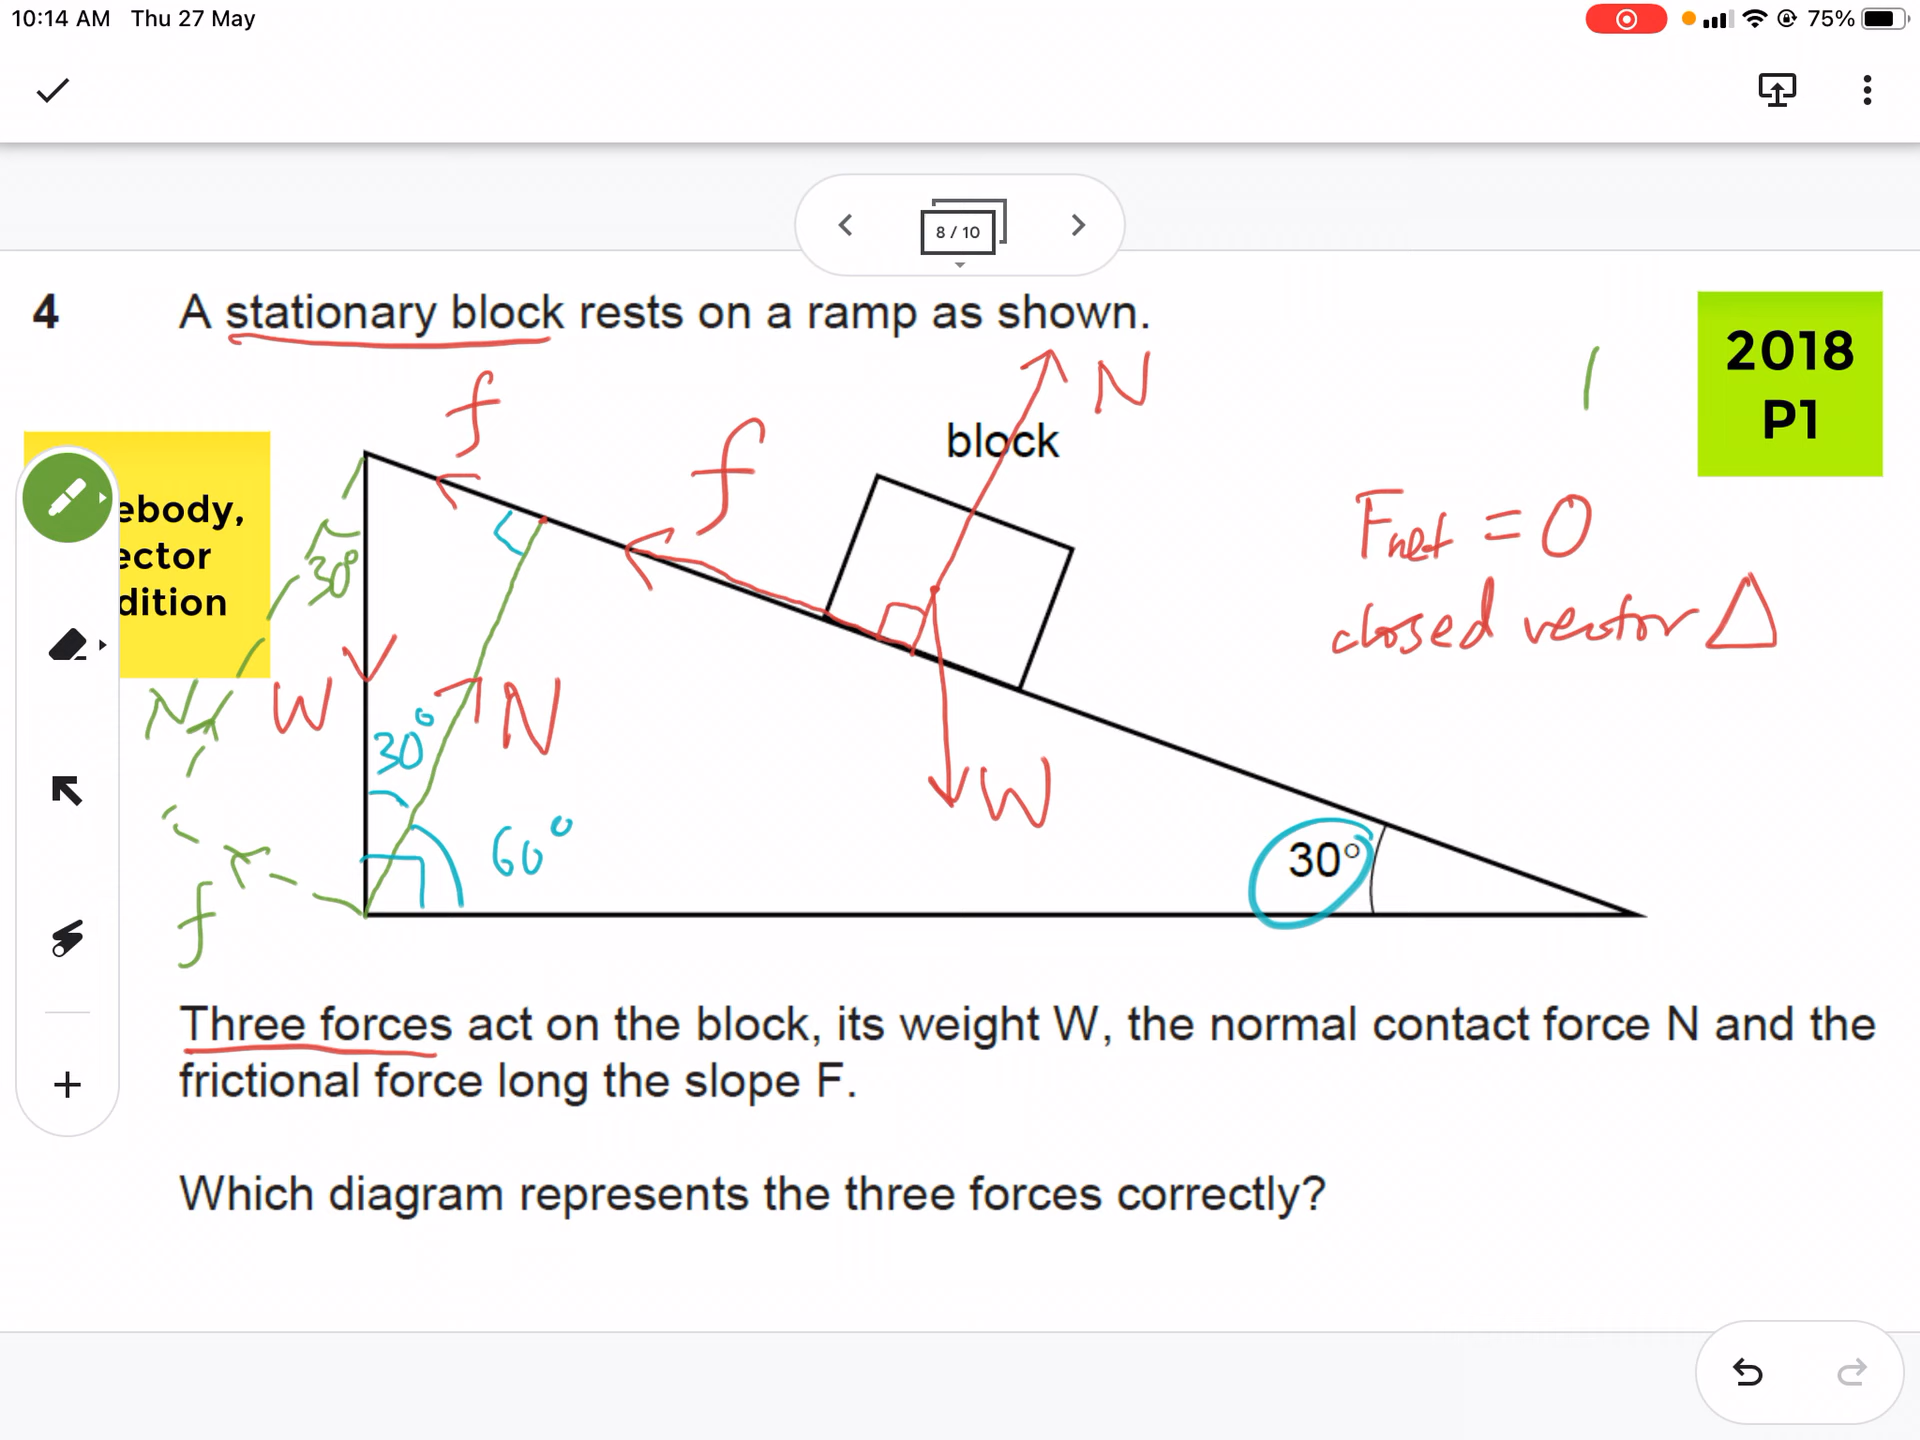 10:14 AM Thu 27 May
75%
8 / 10
4 A stationary block rests on a ramp as shown.
2018
P1
ebody,
ector
dition
f
f
N
block
Fnet = 0
closed vector Δ
30°
N
W
30°
N
W
60°
30°
f
Three forces act on the block, its weight W, the normal contact force N and the
frictional force long the slope F.
Which diagram represents the three forces correctly?